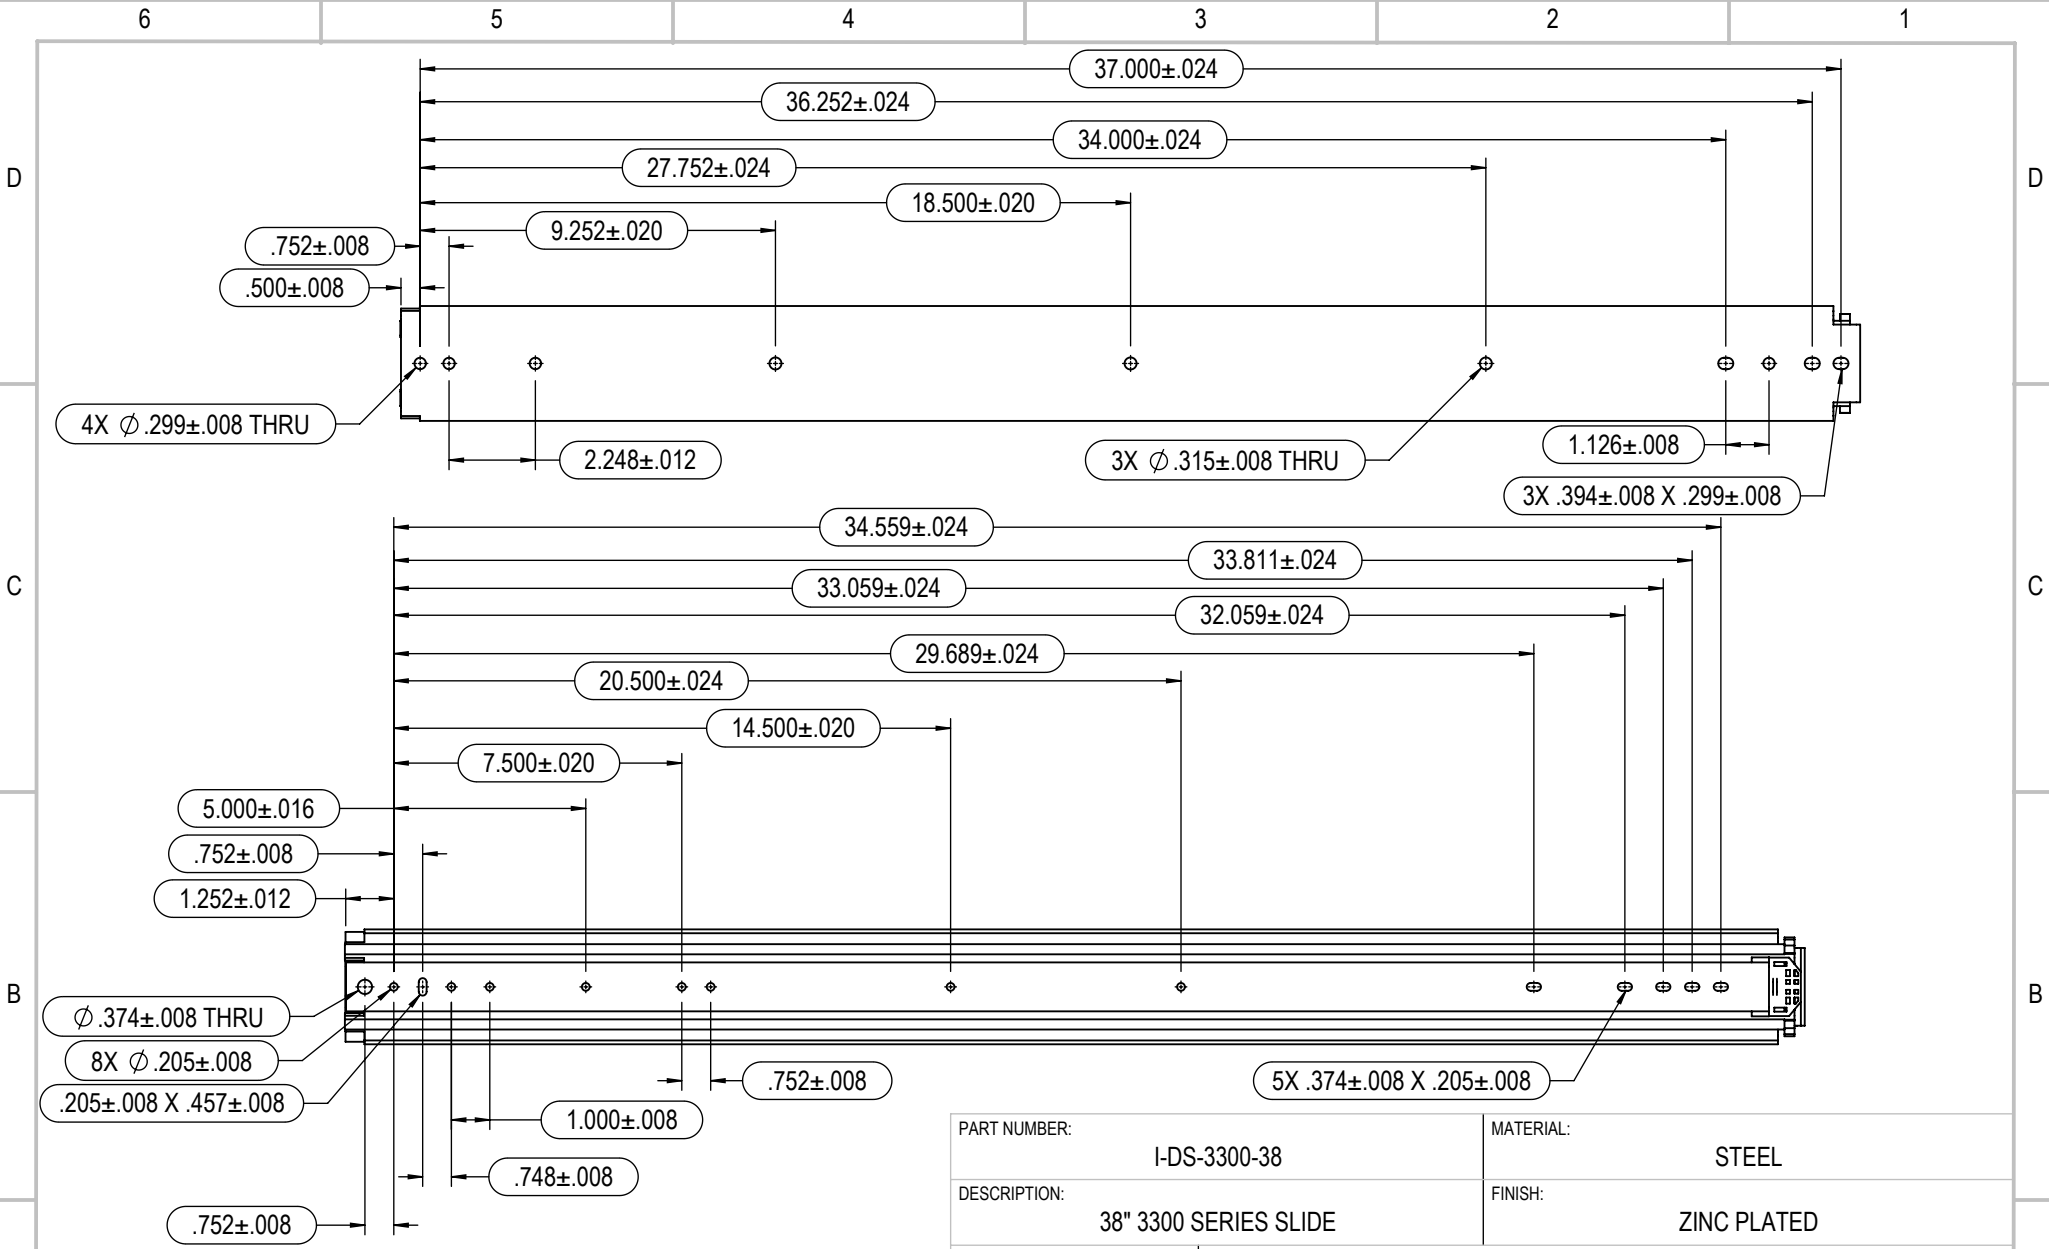 6 5 4 3 2 1
37.000±.024
36.252±.024
34.000±.024
D 27.752±.024 D
18.500±.020
9.252±.020
.752±.008
.500±.008
4X Ø .299±.008 THRU
2.248±.012
3X Ø .315±.008 THRU
1.126±.008
3X .394±.008 X .299±.008
34.559±.024
33.811±.024
C 33.059±.024 C
32.059±.024
29.689±.024
20.500±.024
14.500±.020
7.500±.020
5.000±.016
.752±.008
1.252±.012
B B
Ø .374±.008 THRU
8X Ø .205±.008
.205±.008 X .457±.008
.752±.008
5X .374±.008 X .205±.008
1.000±.008
.748±.008
.752±.008
PART NUMBER:
I-DS-3300-38
MATERIAL:
STEEL
DESCRIPTION:
38" 3300 SERIES SLIDE
FINISH:
ZINC PLATED